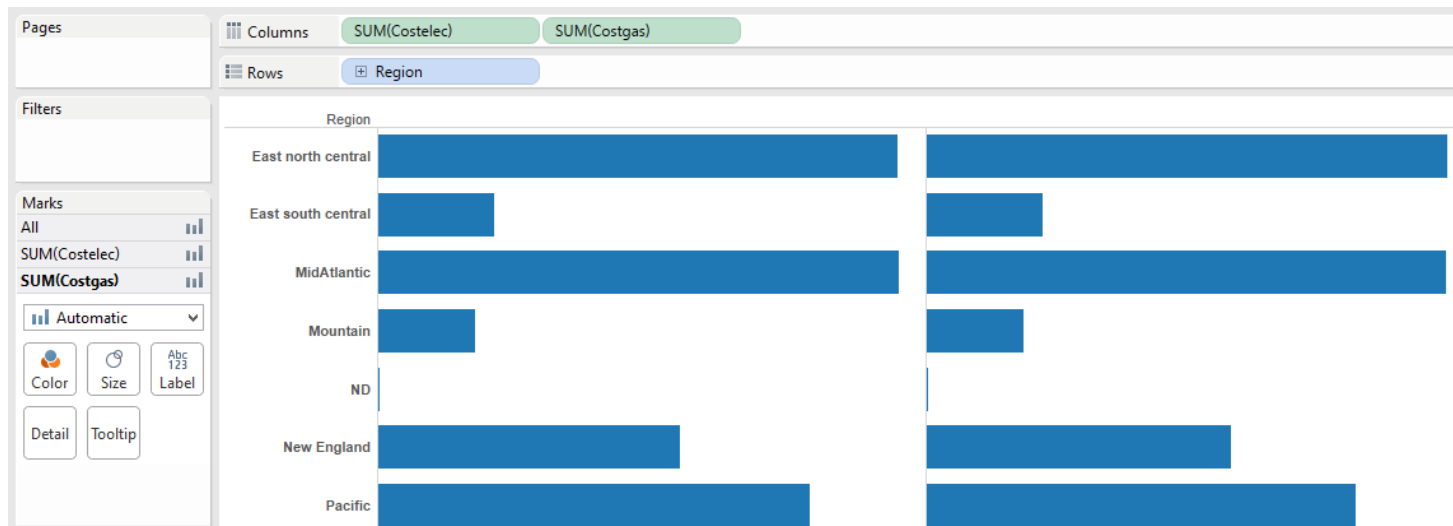 Pages
Columns
SUM(Costelec)
SUM(Costgas)
Rows
Region
Filters
Marks
All
SUM(Costelec)
SUM(Costgas)
Automatic
Color
Size
Abc
123
Label
Detail
Tooltip
Region
East north central
East south central
MidAtlantic
Mountain
ND
New England
Pacific